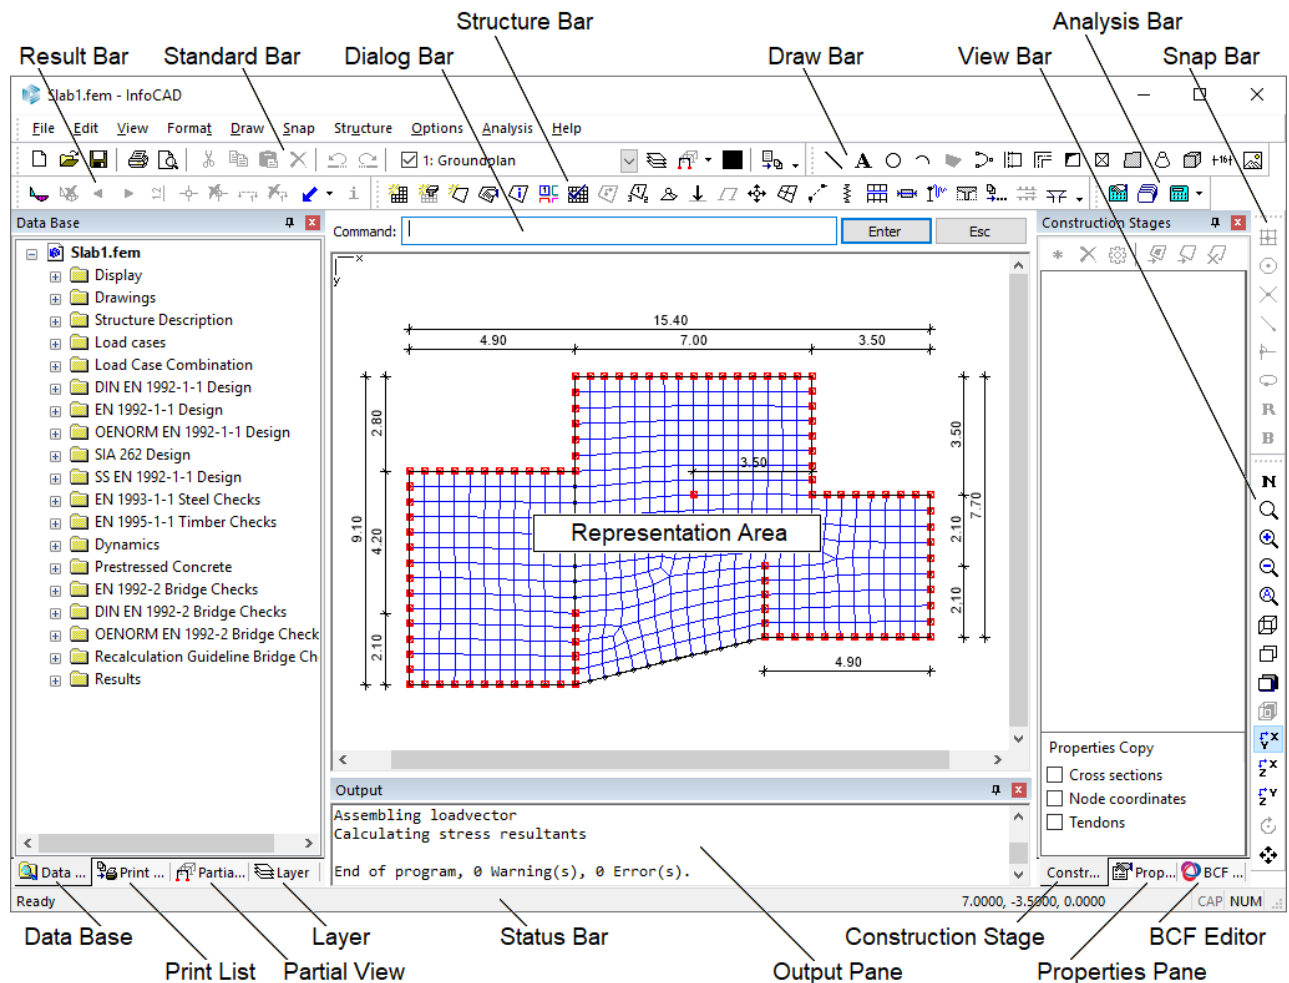 Structure Bar
Analysis Bar
Result Bar
Standard Bar
Dialog Bar
Draw Bar
View Bar
Snap Bar
Slab1.fem - InfoCAD
File Edit View Format Draw Snap Structure Options Analysis Help
1: Groundplan
Data Base
Command:
Enter
Esc
Construction Stages
Slab1.fem
Display
Drawings
Structure Description
Load cases
Load Case Combination
DIN EN 1992-1-1 Design
EN 1992-1-1 Design
OENORM EN 1992-1-1 Design
SIA 262 Design
SS EN 1992-1-1 Design
EN 1993-1-1 Steel Checks
EN 1995-1-1 Timber Checks
Dynamics
Prestressed Concrete
EN 1992-2 Bridge Checks
DIN EN 1992-2 Bridge Checks
OENORM EN 1992-2 Bridge Check
Recalculation Guideline Bridge Ch
Results
x
y
15.40
4.90
7.00
3.50
2.80
3.50
3.50
7.70
9.10
4.20
2.10
Representation Area
2.10
2.10
4.90
R
B
N
X
Y
X
Z
Y
Z
Properties Copy
Cross sections
Node coordinates
Tendons
Output
Assembling loadvector
Calculating stress resultants
End of program, 0 Warning(s), 0 Error(s).
Data ...
Print ...
Partia...
Layer
Constr...
Prop...
BCF ...
Ready
7.0000, -3.5000, 0.0000
CAP NUM
Data Base
Layer
Status Bar
Construction Stage
BCF Editor
Print List
Partial View
Output Pane
Properties Pane